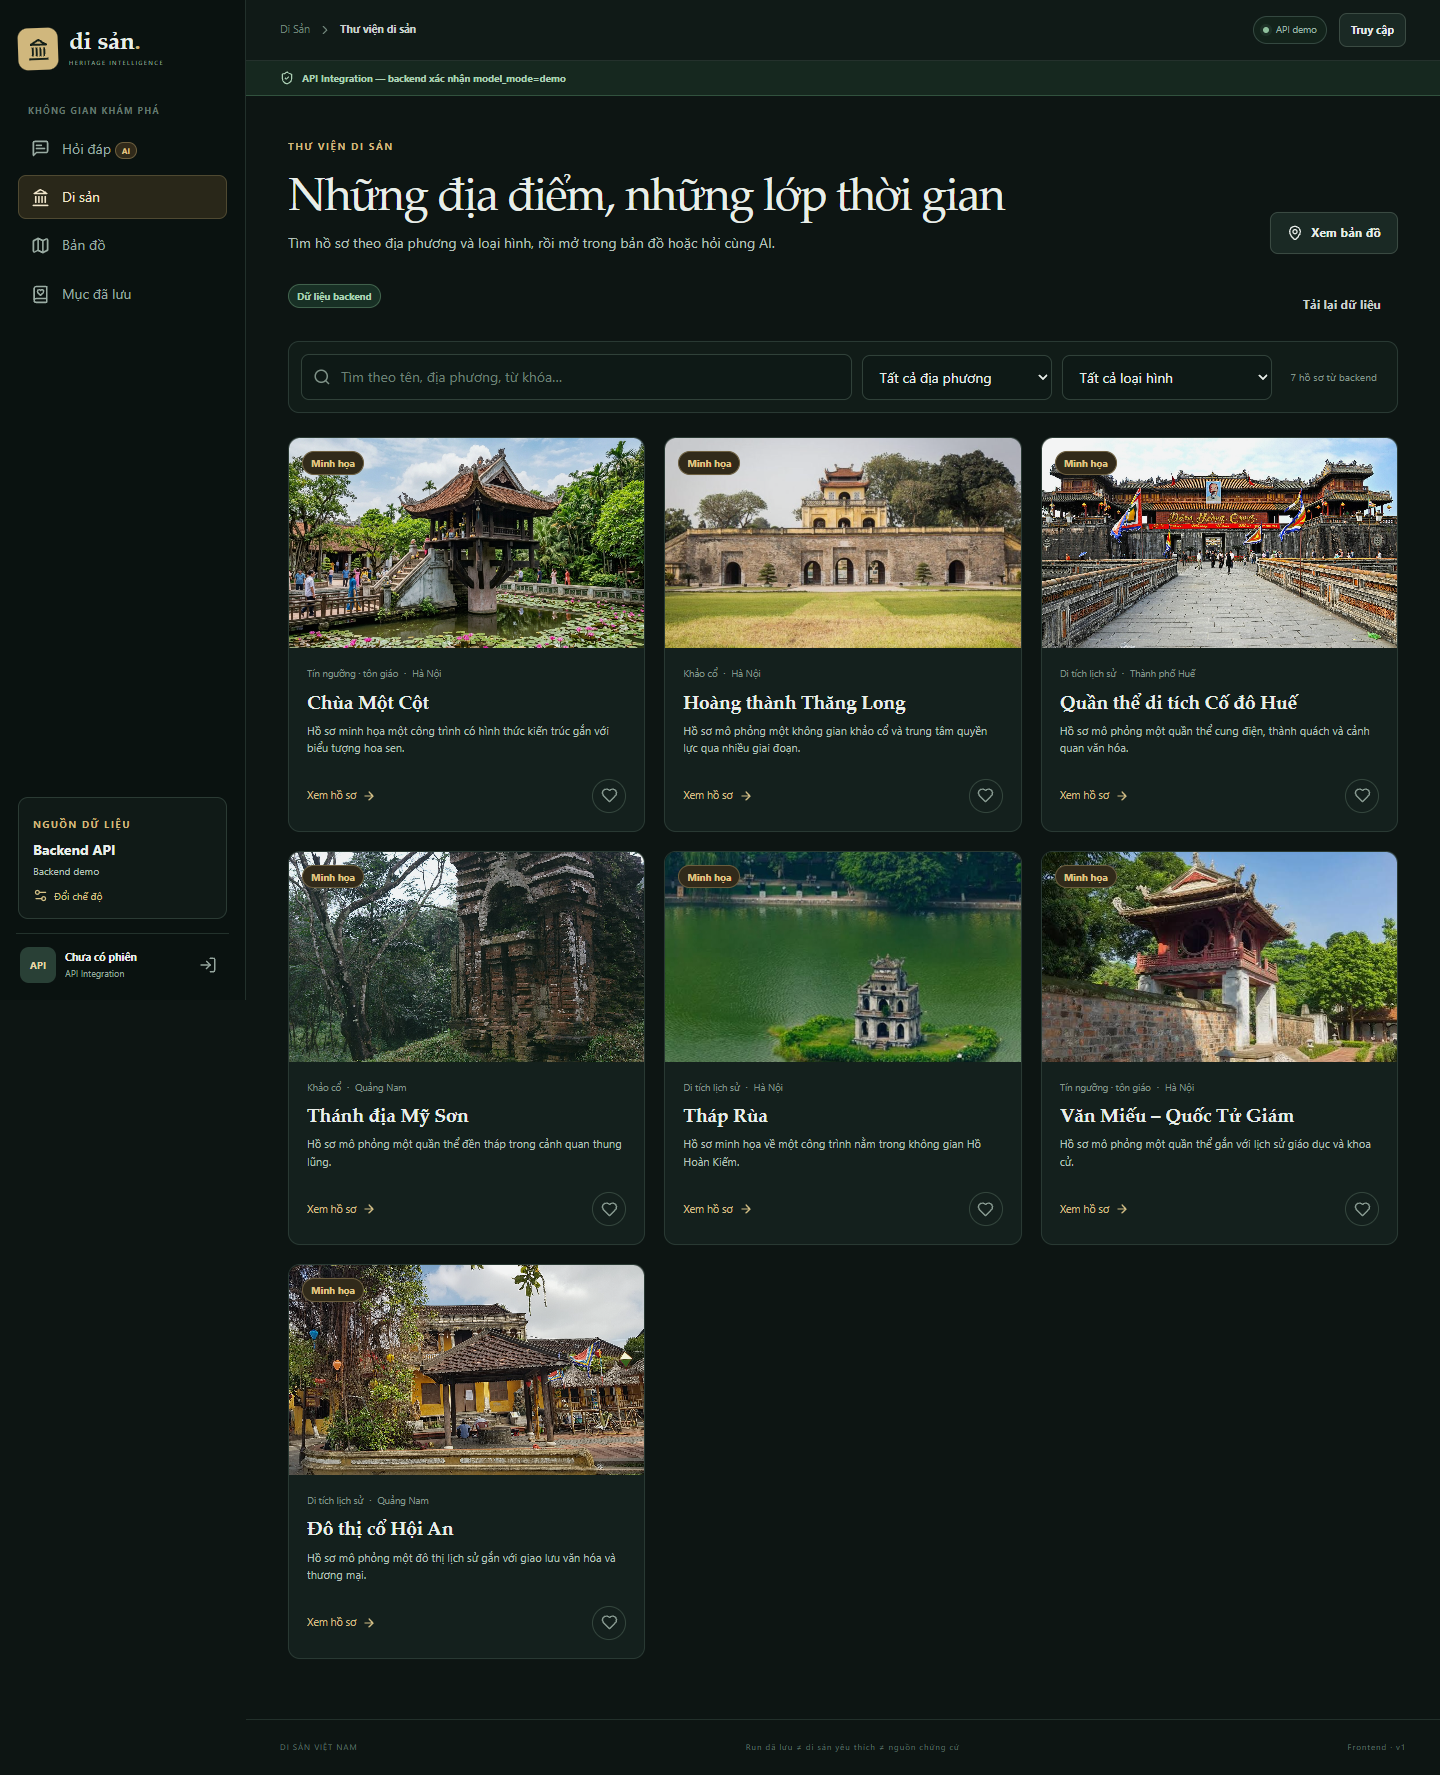 di sản.
HERITAGE INTELLIGENCE
KHÔNG GIAN KHÁM PHÁ
Hỏi đáp AI
Di sản
Bản đồ
Mục đã lưu
NGUỒN DỮ LIỆU
Backend API
Backend demo
Đổi chế độ
API
Chưa có phiên
API Integration
Di Sản > Thư viện di sản
API demo
Truy cập
API Integration — backend xác nhận model_mode=demo
THƯ VIỆN DI SẢN
Những địa điểm, những lớp thời gian
Tìm hồ sơ theo địa phương và loại hình, rồi mở trong bản đồ hoặc hỏi cùng AI.
Xem bản đồ
Dữ liệu backend
Tải lại dữ liệu
Tìm theo tên, địa phương, từ khóa...
Tất cả địa phương
Tất cả loại hình
7 hồ sơ từ backend
Minh họa
Tín ngưỡng · tôn giáo · Hà Nội
Chùa Một Cột
Hồ sơ minh họa một công trình có hình thức kiến trúc gắn với
biểu tượng hoa sen.
Xem hồ sơ →
Minh họa
Khảo cổ · Hà Nội
Hoàng thành Thăng Long
Hồ sơ mô phỏng một không gian khảo cổ và trung tâm quyền
lực qua nhiều giai đoạn.
Xem hồ sơ →
Minh họa
Di tích lịch sử · Thành phố Huế
Quần thể di tích Cố đô Huế
Hồ sơ mô phỏng một quần thể cung điện, thành quách và cảnh
quan văn hóa.
Xem hồ sơ →
Minh họa
Khảo cổ · Quảng Nam
Thánh địa Mỹ Sơn
Hồ sơ mô phỏng một quần thể đền tháp trong cảnh quan thung
lũng.
Xem hồ sơ →
Minh họa
Di tích lịch sử · Hà Nội
Tháp Rùa
Hồ sơ minh họa về một công trình nằm trong không gian Hồ
Hoàn Kiếm.
Xem hồ sơ →
Minh họa
Tín ngưỡng · tôn giáo · Hà Nội
Văn Miếu – Quốc Tử Giám
Hồ sơ mô phỏng một quần thể gắn với lịch sử giáo dục và khoa
cử.
Xem hồ sơ →
Minh họa
Di tích lịch sử · Quảng Nam
Đô thị cổ Hội An
Hồ sơ mô phỏng một đô thị lịch sử gắn với giao lưu văn hóa và
thương mại.
Xem hồ sơ →
DI SẢN VIỆT NAM
Run đã lưu ≠ di sản yêu thích ≠ nguồn chứng cứ
Frontend · v1